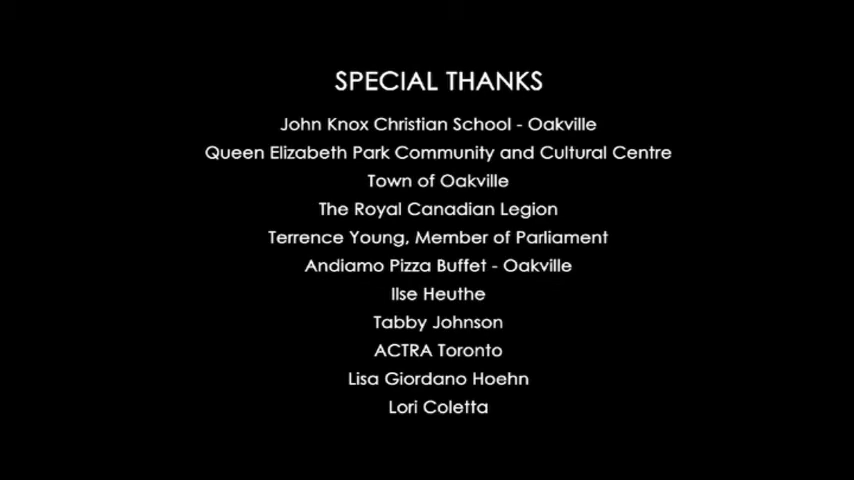 SPECIAL THANKS
John Knox Christian School - Oakville
Queen Elizabeth Park Community and Cultural Centre
Town of Oakville
The Royal Canadian Legion
Terrence Young, Member of Parliament
Andiamo Pizza Buffet - Oakville
Ilse Heuthe
Tabby Johnson
ACTRA Toronto
Lisa Giordano Hoehn
Lori Coletta